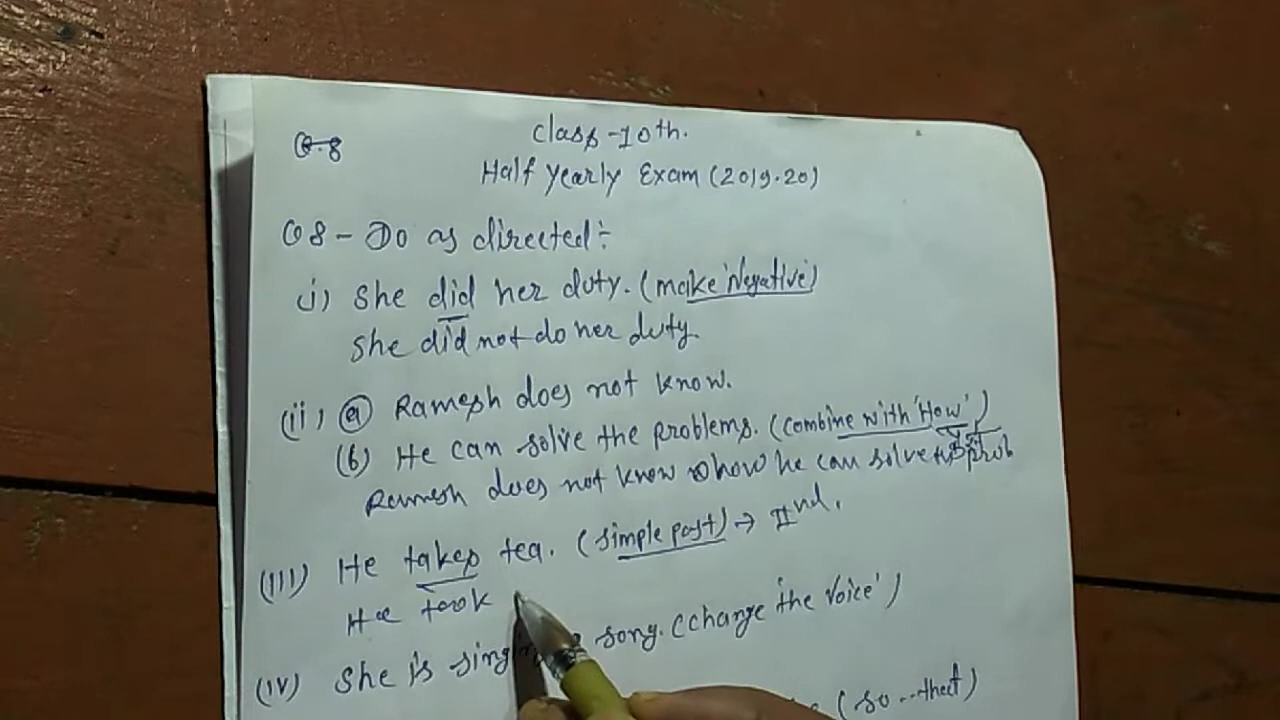 Q.8
Class-10th.
Half Yearly Exam (2019.20)
Q8 - Do as directed:
(i) She did her duty. (make 'Negative')
She did not do her duty.
(ii) (a) Ramesh does not know.
(b) He can solve the problems. (combine with 'How')
Ramesh does not know how he can solve prob
(III) He takes tea. (simple past) → IInd.
He took
(IV) She is singing song. (change the Voice')
(so...that)